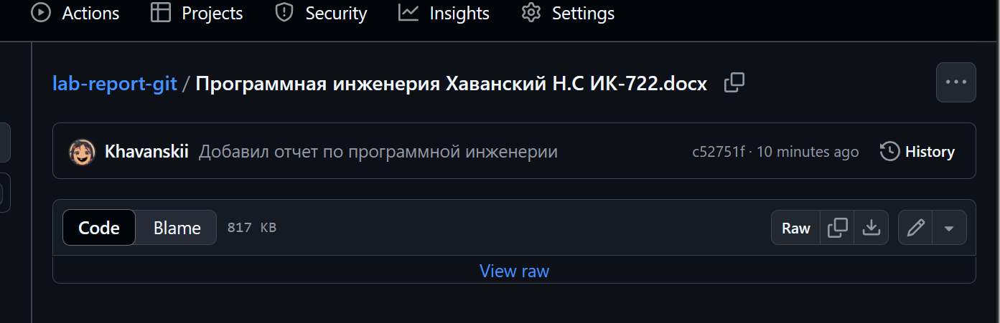 Actions Projects Security Insights Settings
lab-report-git / Программная инженерия Хаванский Н.С ИК-722.docx
Khavanskii Добавил отчет по программной инженерии c52751f · 10 minutes ago History
Code Blame 817 KB Raw
View raw